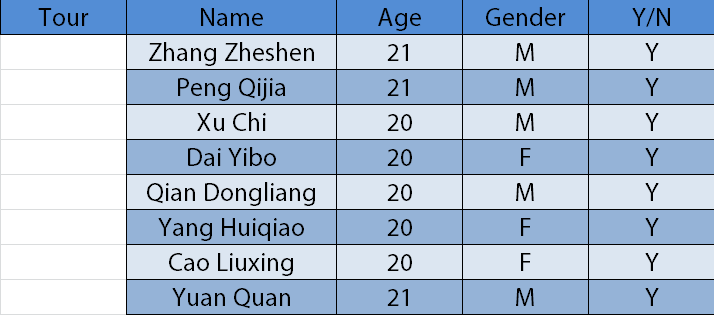 Tour Name Age Gender Y/N
Zhang Zheshen 21 M Y
Peng Qijia 21 M Y
Xu Chi 20 M Y
Dai Yibo 20 F Y
Qian Dongliang 20 M Y
Yang Huiqiao 20 F Y
Cao Liuxing 20 F Y
Yuan Quan 21 M Y